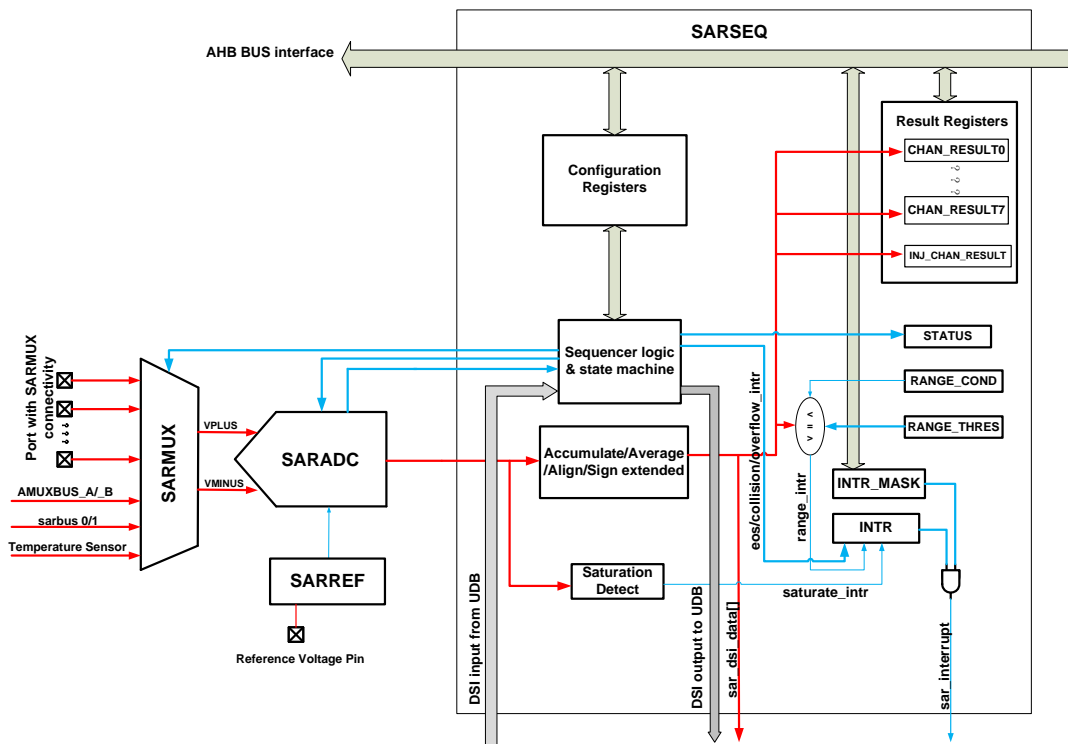 SARSEQ
AHB BUS interface
Result Registers
CHAN_RESULT0
CHAN_RESULT7
INJ_CHAN_RESULT
Configuration
Registers
Sequencer logic
& state machine
STATUS
RANGE_COND
RANGE_THRES
< = >
Port with SARMUX
connectivity
SARMUX
VPLUS
VMINUS
SARADC
Accumulate/Average
/Align/Sign extended
eos/collision/overflow_intr
range_intr
INTR_MASK
INTR
AMUXBUS_A/_B
sarbus 0/1
Temperature Sensor
SARREF
Saturation
Detect
saturate_intr
Reference Voltage Pin
DSI input from UDB
DSI output to UDB
sar_dsi_data[]
sar_interrupt